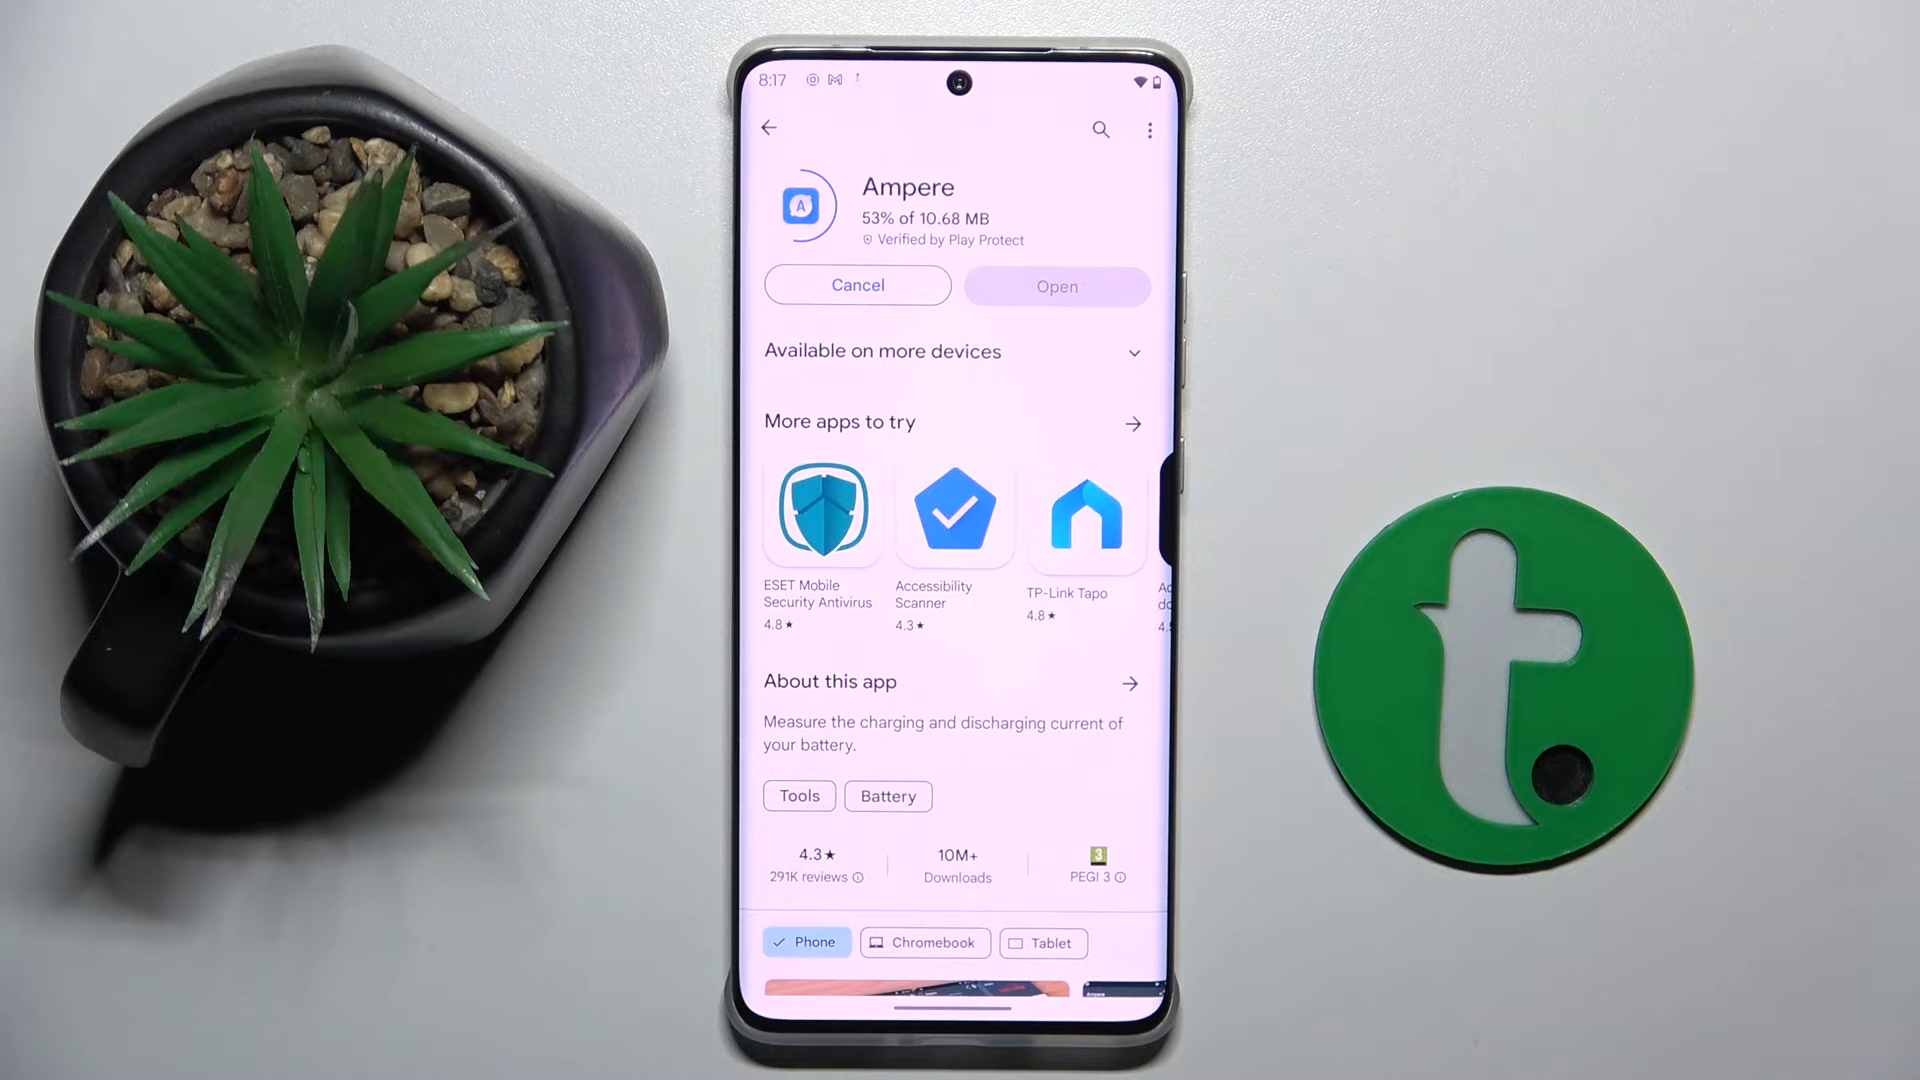 8:17
Ampere
53% of 10.68 MB
Verified by Play Protect
Cancel
Open
Available on more devices
More apps to try
ESET Mobile
Security Antivirus
4.8★
Accessibility
Scanner
4.3★
TP-Link Tapo
4.8★
About this app
Measure the charging and discharging current of
your battery.
Tools
Battery
4.3★
291K reviews
10M+
Downloads
3
PEGI 3
Phone
Chromebook
Tablet
Ampere
t.